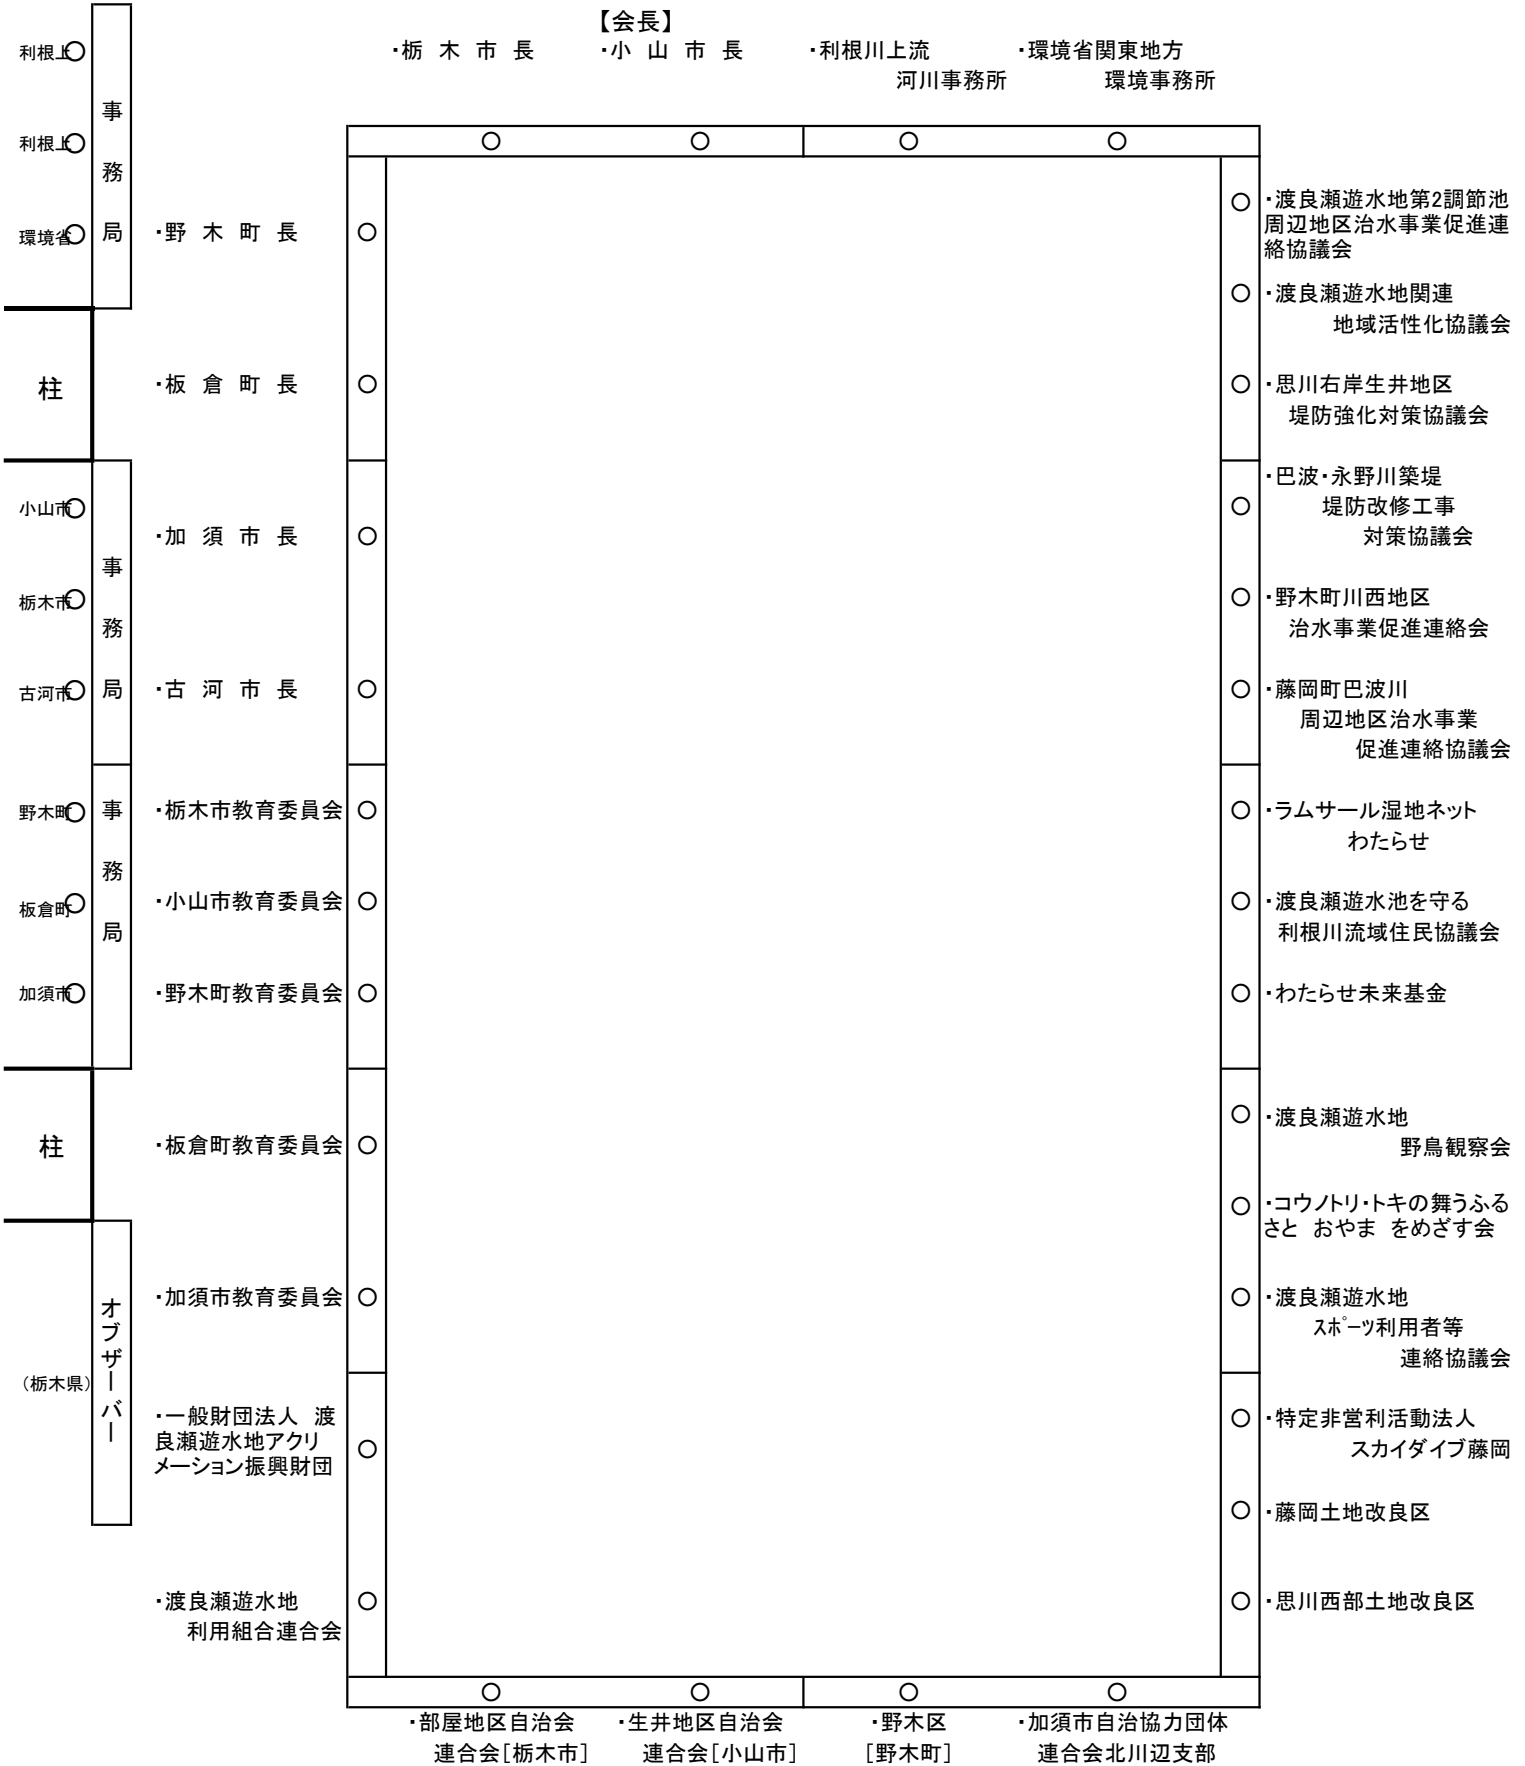 【会長】
・栃 木 市 長
・小 山 市 長
・利根川上流
河川事務所
・環境省関東地方
環境事務所
利根上
利根上
環境省
事務局
柱
小山市
栃木市
古河市
事務局
野木町
板倉町
加須市
事務局
柱
（栃木県）
オブザーバー
・野 木 町 長
・板 倉 町 長
・加 須 市 長
・古 河 市 長
・栃木市教育委員会
・小山市教育委員会
・野木町教育委員会
・板倉町教育委員会
・加須市教育委員会
・一般財団法人 渡
良瀬遊水地アクリ
メーション振興財団
・渡良瀬遊水地
利用組合連合会
・渡良瀬遊水地第2調節池
周辺地区治水事業促進連
絡協議会
・渡良瀬遊水地関連
地域活性化協議会
・思川右岸生井地区
堤防強化対策協議会
・巴波・永野川築堤
堤防改修工事
対策協議会
・野木町川西地区
治水事業促進連絡会
・藤岡町巴波川
周辺地区治水事業
促進連絡協議会
・ラムサール湿地ネット
わたらせ
・渡良瀬遊水池を守る
利根川流域住民協議会
・わたらせ未来基金
・渡良瀬遊水地
野鳥観察会
・コウノトリ・トキの舞うふる
さと おやま をめざす会
・渡良瀬遊水地
ｽﾎﾟｰﾂ利用者等
連絡協議会
・特定非営利活動法人
スカイダイブ藤岡
・藤岡土地改良区
・思川西部土地改良区
・部屋地区自治会
連合会［栃木市］
・生井地区自治会
連合会［小山市］
・野木区
［野木町］
・加須市自治協力団体
連合会北川辺支部